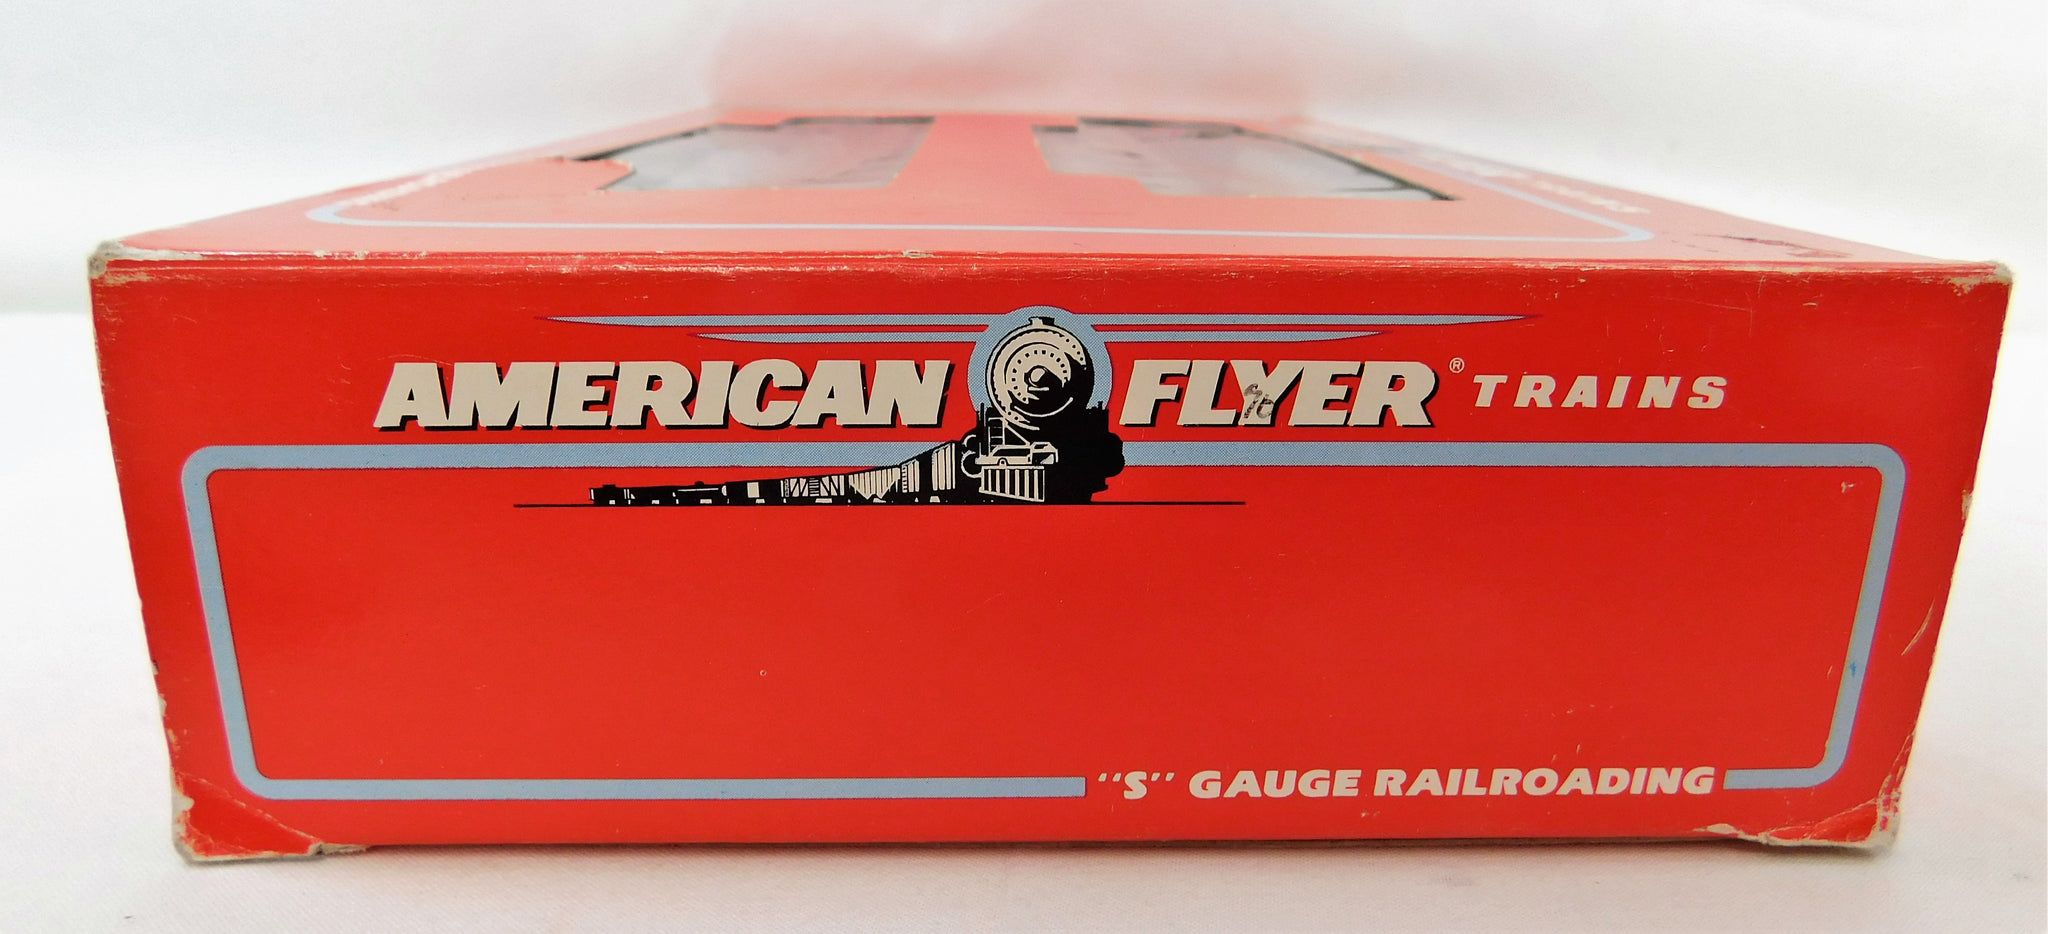 AMERICAN FLYER® TRAINS
"S" GAUGE RAILROADING